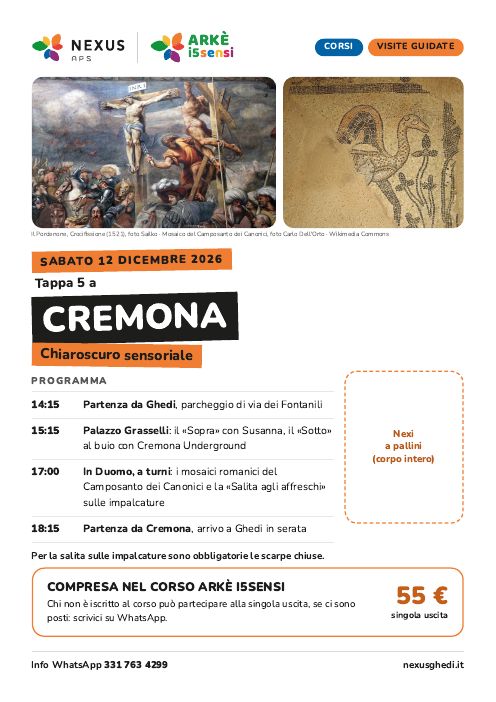 NEXUS
APS
ARKÈ
i5sensi
CORSI
VISITE GUIDATE
INRI
Il Pordenone, Crocifissione (1521), foto Sailko · Mosaico del Camposanto dei Canonici, foto Carlo Dell'Orto · Wikimedia Commons
SABATO 12 DICEMBRE 2026
Tappa 5 a
CREMONA
Chiaroscuro sensoriale
PROGRAMMA
14:15 Partenza da Ghedi, parcheggio di via dei Fontanili
15:15 Palazzo Grasselli: il «Sopra» con Susanna, il «Sotto»
al buio con Cremona Underground
17:00 In Duomo, a turni: i mosaici romanici del
Camposanto dei Canonici e la «Salita agli affreschi»
sulle impalcature
18:15 Partenza da Cremona, arrivo a Ghedi in serata
Nexi
a pallini
(corpo intero)
Per la salita sulle impalcature sono obbligatorie le scarpe chiuse.
COMPRESA NEL CORSO ARKÈ I5SENSI
Chi non è iscritto al corso può partecipare alla singola uscita, se ci sono
posti: scrivici su WhatsApp.
55 €
singola uscita
Info WhatsApp 331 763 4299
nexusghedi.it